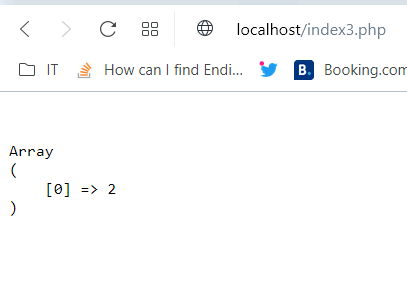 localhost/index3.php
IT
How can I find Endi...
B.
Booking.com
Array
(
[0] => 2
)